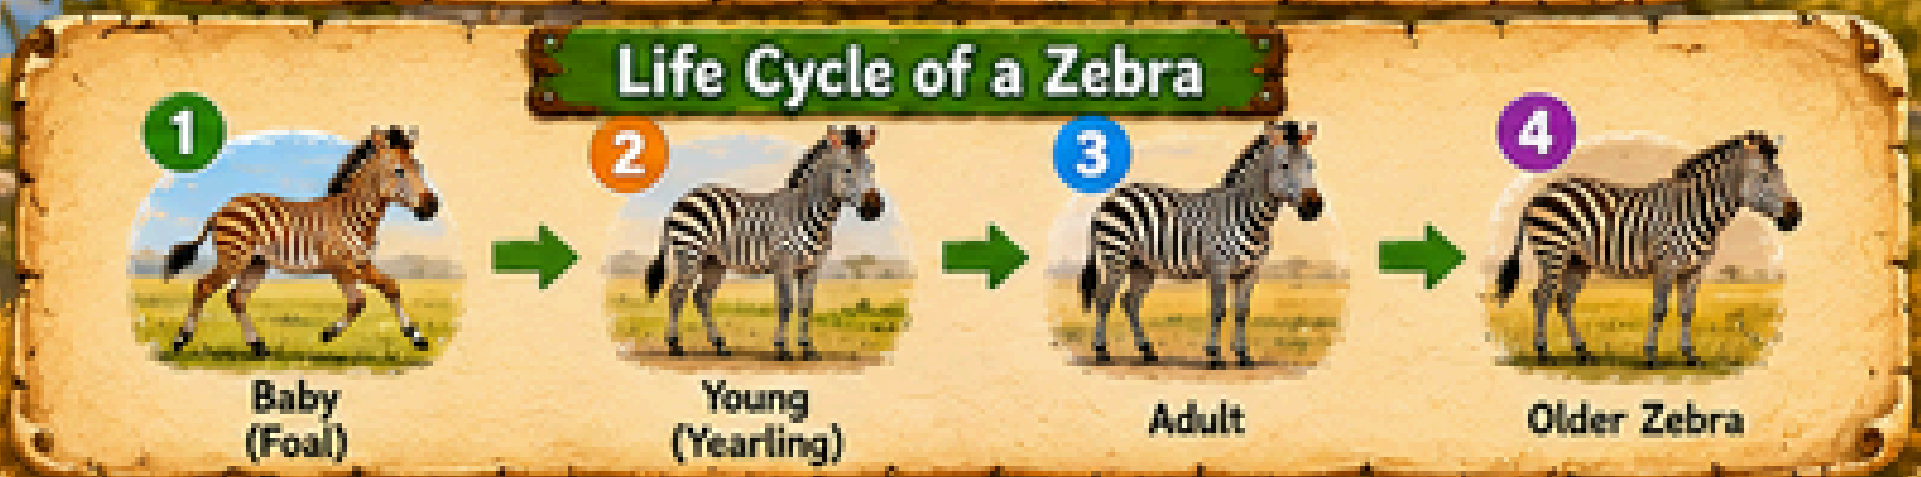 Life Cycle of a Zebra
1
2
3
4
Baby
(Foal)
Young
(Yearling)
Adult
Older Zebra